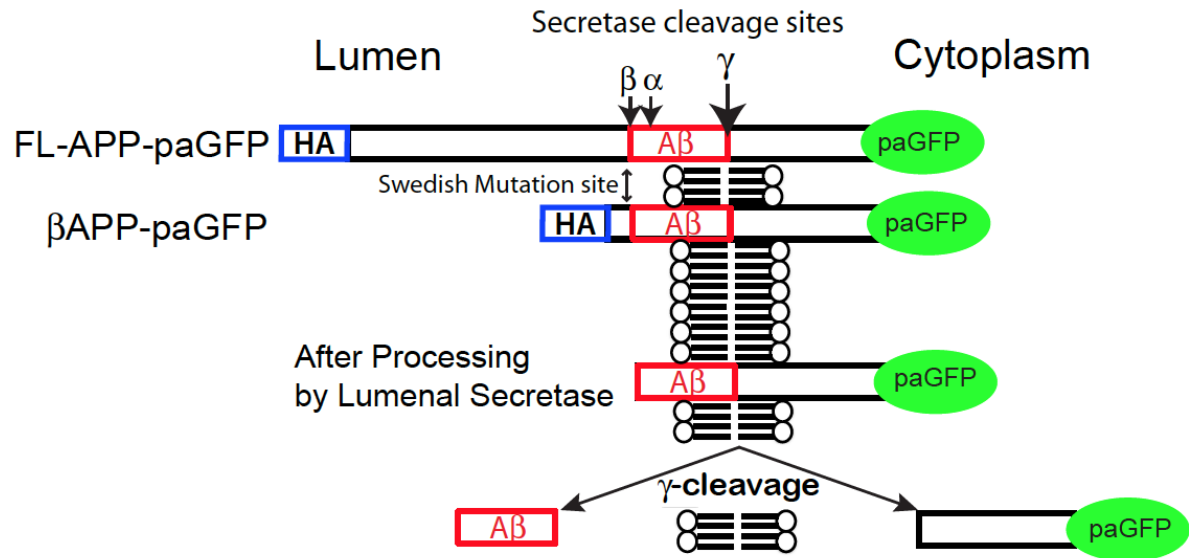 Secretase cleavage sites
Lumen
Cytoplasm
β α
γ
FL-APP-paGFP
HA
Aβ
paGFP
Swedish Mutation site
βAPP-paGFP
HA
Aβ
paGFP
After Processing
by Lumenal Secretase
Aβ
paGFP
γ-cleavage
Aβ
paGFP